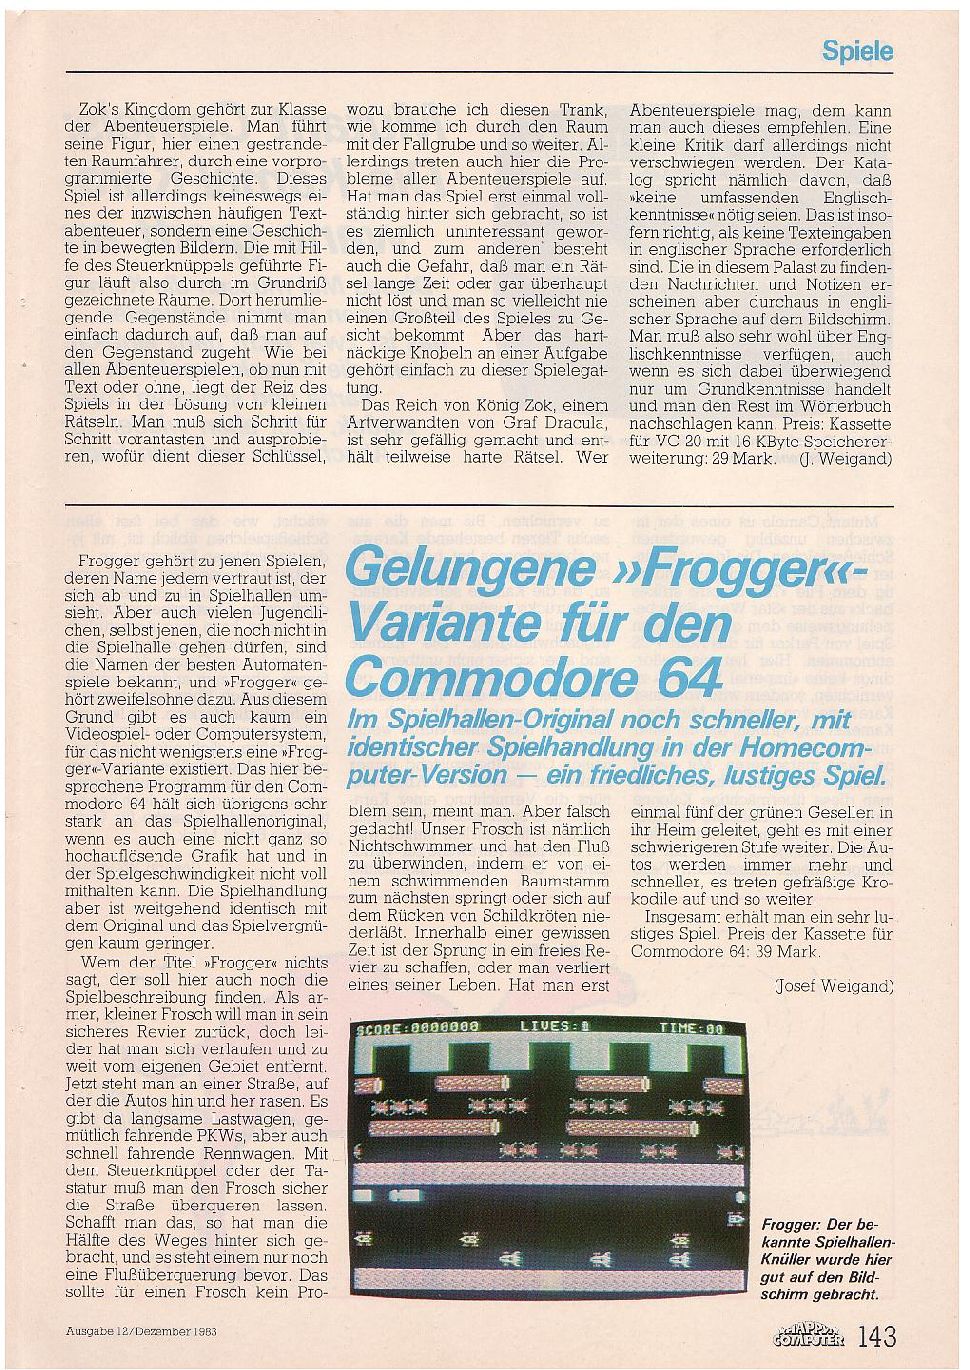 Spiele
Zok's Kingdom gehört zur Klasse
der Abenteuerspiele. Man führt
seine Figur, hier einen gestrande-
ten Raumfahrer, durch eine vorpro-
grammierte Geschichte. Dieses
Spiel ist allerdings keineswegs ei-
nes der inzwischen häufigen Text-
abenteuer, sondern eine Geschich-
te in bewegten Bildern. Die mit Hil-
fe des Steuerknüppels geführte Fi-
gur läuft also durch im Grundriß
gezeichnete Räume. Dort herumlie-
gende Gegenstände nimmt man
einfach dadurch auf, daß man auf
den Gegenstand zugeht. Wie bei
allen Abenteuerspielen, ob nun mit
Text oder ohne, liegt der Reiz des
Spiels in der Lösung von kleinen
Rätseln. Man muß sich Schritt für
Schritt vorantasten und ausprobie-
ren, wofür dient dieser Schlüssel,
wozu brauche ich diesen Trank,
wie komme ich durch den Raum
mit der Fallgrube und so weiter. Al-
lerdings treten auch hier die Pro-
bleme aller Abenteuerspiele auf.
Hat man das Spiel erst einmal voll-
ständig hinter sich gebracht, so ist
es ziemlich uninteressant gewor-
den, und zum anderen besteht
auch die Gefahr, daß man ein Rät-
sel lange Zeit oder gar überhaupt
nicht löst und man so vielleicht nie
einen Großteil des Spieles zu Ge-
sicht bekommt. Aber das hart-
näckige Knobeln an einer Aufgabe
gehört einfach zu dieser Spielegat-
tung.
Das Reich von König Zok, einem
Artverwandten von Graf Dracula,
ist sehr gefällig gemacht und ent-
hält teilweise harte Rätsel. Wer
Abenteuerspiele mag, dem kann
man auch dieses empfehlen. Eine
kleine Kritik darf allerdings nicht
verschwiegen werden. Der Kata-
log spricht nämlich davon, daß
»keine umfassenden Englisch-
kenntnisse« nötig seien. Das ist inso-
fern richtig, als keine Texteingaben
in englischer Sprache erforderlich
sind. Die in diesem Palast zu finden-
den Nachrichten und Notizen er-
scheinen aber durchaus in engli-
scher Sprache auf dem Bildschirm.
Man muß also sehr wohl über Eng-
lischkenntnisse verfügen, auch
wenn es sich dabei überwiegend
nur um Grundkenntnisse handelt
und man den Rest im Wörterbuch
nachschlagen kann. Preis: Kassette
für VC 20 mit 16 KByte Speicherer-
weiterung: 29 Mark. (J. Weigand)
Gelungene »Frogger«-
Variante für den
Commodore 64
Im Spielhallen-Original noch schneller, mit
identischer Spielhandlung in der Homecom-
puter-Version — ein friedliches, lustiges Spiel.
Frogger gehört zu jenen Spielen,
deren Name jedem vertraut ist, der
sich ab und zu in Spielhallen um-
sieht. Aber auch vielen Jugendli-
chen, selbst jenen, die noch nicht in
die Spielhalle gehen dürfen, sind
die Namen der besten Automaten-
spiele bekannt, und »Frogger« ge-
hört zweifelsohne dazu. Aus diesem
Grund gibt es auch kaum ein
Videospiel- oder Computersystem,
für das nicht wenigstens eine »Frog-
ger«-Variante existiert. Das hier be-
sprochene Programm für den Com-
modore 64 hält sich übrigens sehr
stark an das Spielhallenoriginal,
wenn es auch eine nicht ganz so
hochauflösende Grafik hat und in
der Spielgeschwindigkeit nicht voll
mithalten kann. Die Spielhandlung
aber ist weitgehend identisch mit
dem Original und das Spielvergnü-
gen kaum geringer.
Wem der Titel »Frogger« nichts
sagt, der soll hier auch noch die
Spielbeschreibung finden. Als ar-
mer, kleiner Frosch will man in sein
sicheres Revier zurück, doch lei-
der hat man sich verlaufen und zu
weit vom eigenen Gebiet entfernt.
Jetzt steht man an einer Straße, auf
der die Autos hin und her rasen. Es
gibt da langsame Lastwagen, ge-
mütlich fahrende PKWs, aber auch
schnell fahrende Rennwagen. Mit
dem Steuerknüppel oder der Ta-
statur muß man den Frosch sicher
die Straße überqueren lassen.
Schafft man das, so hat man die
Hälfte des Weges hinter sich ge-
bracht, und es steht einem nur noch
eine Flußüberquerung bevor. Das
sollte für einen Frosch kein Pro-
blem sein, meint man. Aber falsch
gedacht! Unser Frosch ist nämlich
Nichtschwimmer und hat den Fluß
zu überwinden, indem er von ei-
nem schwimmenden Baumstamm
zum nächsten springt oder sich auf
dem Rücken von Schildkröten nie-
derläßt. Innerhalb einer gewissen
Zeit ist der Sprung in ein freies Re-
vier zu schaffen, oder man verliert
eines seiner Leben. Hat man erst
einmal fünf der grünen Gesellen in
ihr Heim geleitet, geht es mit einer
schwierigeren Stufe weiter. Die Au-
tos werden immer mehr und
schneller, es treten gefräßige Kro-
kodile auf und so weiter
Insgesamt erhält man ein sehr lu-
stiges Spiel. Preis der Kassette für
Commodore 64: 39 Mark.
(Josef Weigand)
SCORE:0000000 LIVES:0 TIME:00
Frogger: Der be-
kannte Spielhallen-
Knüller wurde hier
gut auf den Bild-
schirm gebracht.
Ausgabe 12/Dezember 1983
HAPPY
COMPUTER 143